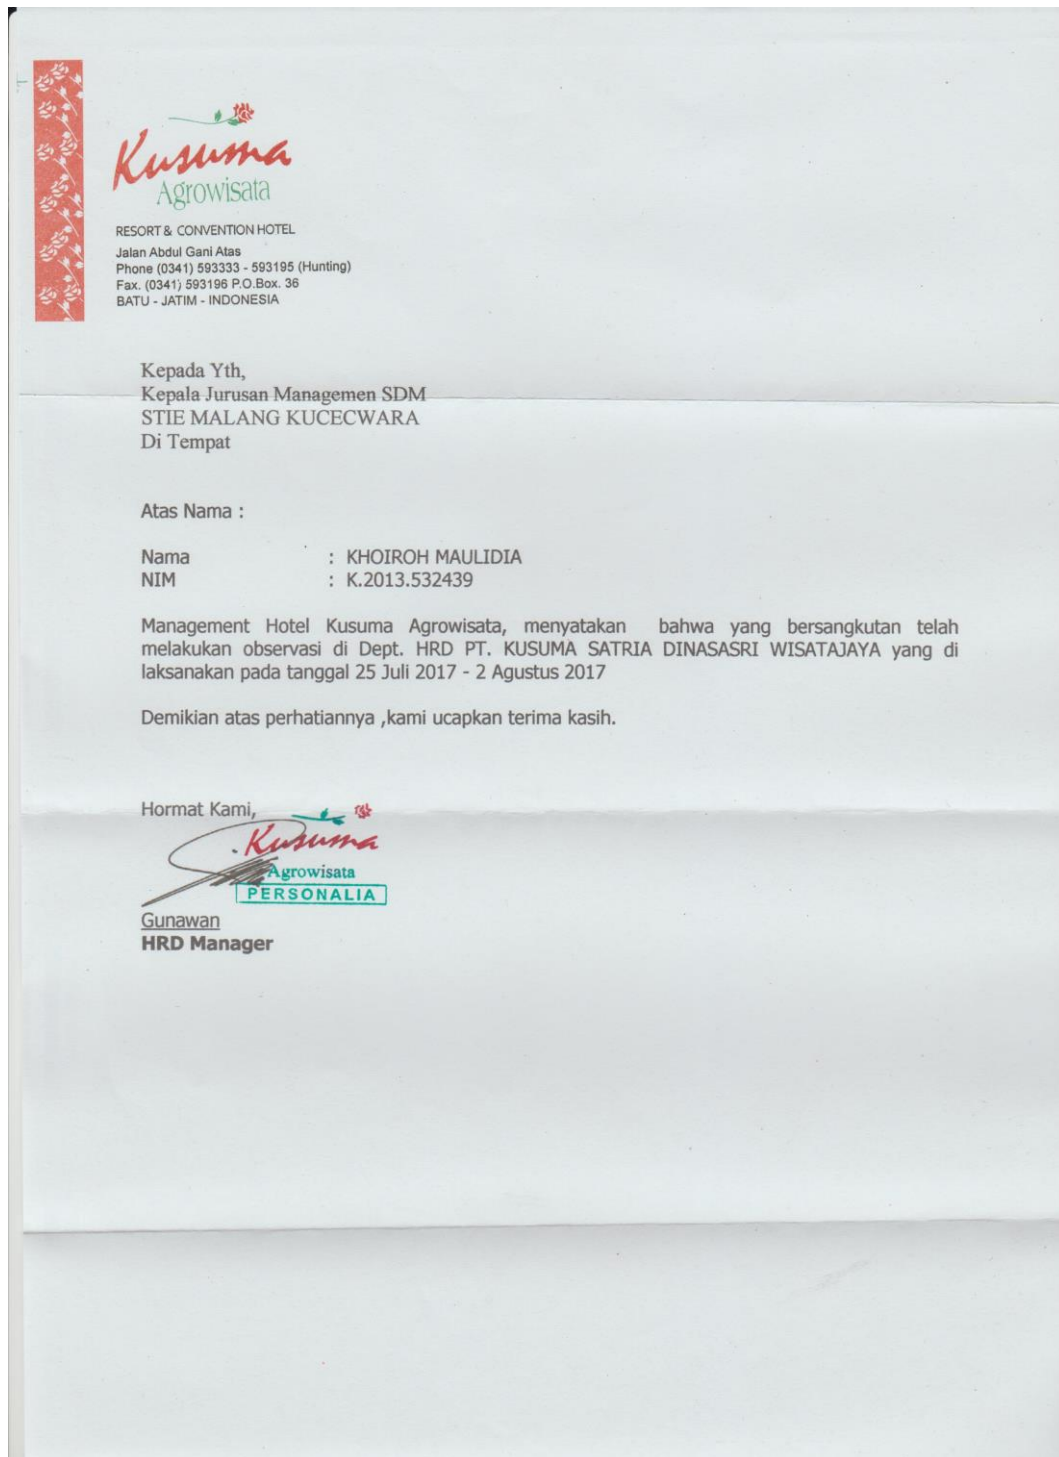 Kusuma
Agrowisata
RESORT & CONVENTION HOTEL
Jalan Abdul Gani Atas
Phone (0341) 593333 - 593195 (Hunting)
Fax. (0341) 593196 P.O.Box. 36
BATU - JATIM - INDONESIA
Kepada Yth,
Kepala Jurusan Managemen SDM
STIE MALANG KUCECWARA
Di Tempat
Atas Nama :
Nama : KHOIROH MAULIDIA
NIM : K.2013.532439
Management Hotel Kusuma Agrowisata, menyatakan bahwa yang bersangkutan telah
melakukan observasi di Dept. HRD PT. KUSUMA SATRIA DINASASRI WISATAJAYA yang di
laksanakan pada tanggal 25 Juli 2017 - 2 Agustus 2017
Demikian atas perhatiannya ,kami ucapkan terima kasih.
Hormat Kami,
Kusuma
Agrowisata
PERSONALIA
Gunawan
HRD Manager